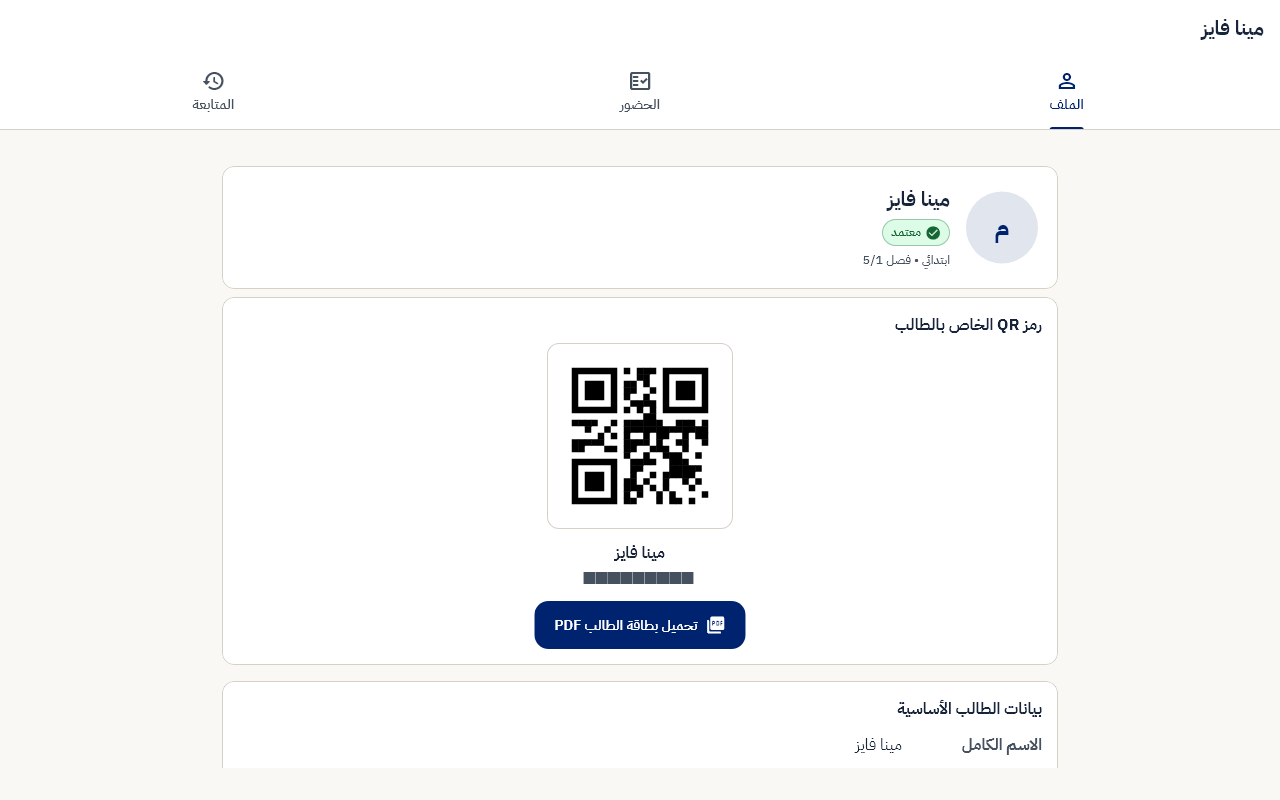 مينا فايز
الملف
الحضور
المتابعة
م
مينا فايز
معتمد
ابتدائي • فصل 5/1
رمز QR الخاص بالطالب
مينا فايز
تحميل بطاقة الطالب PDF
بيانات الطالب الأساسية
الاسم الكامل مينا فايز